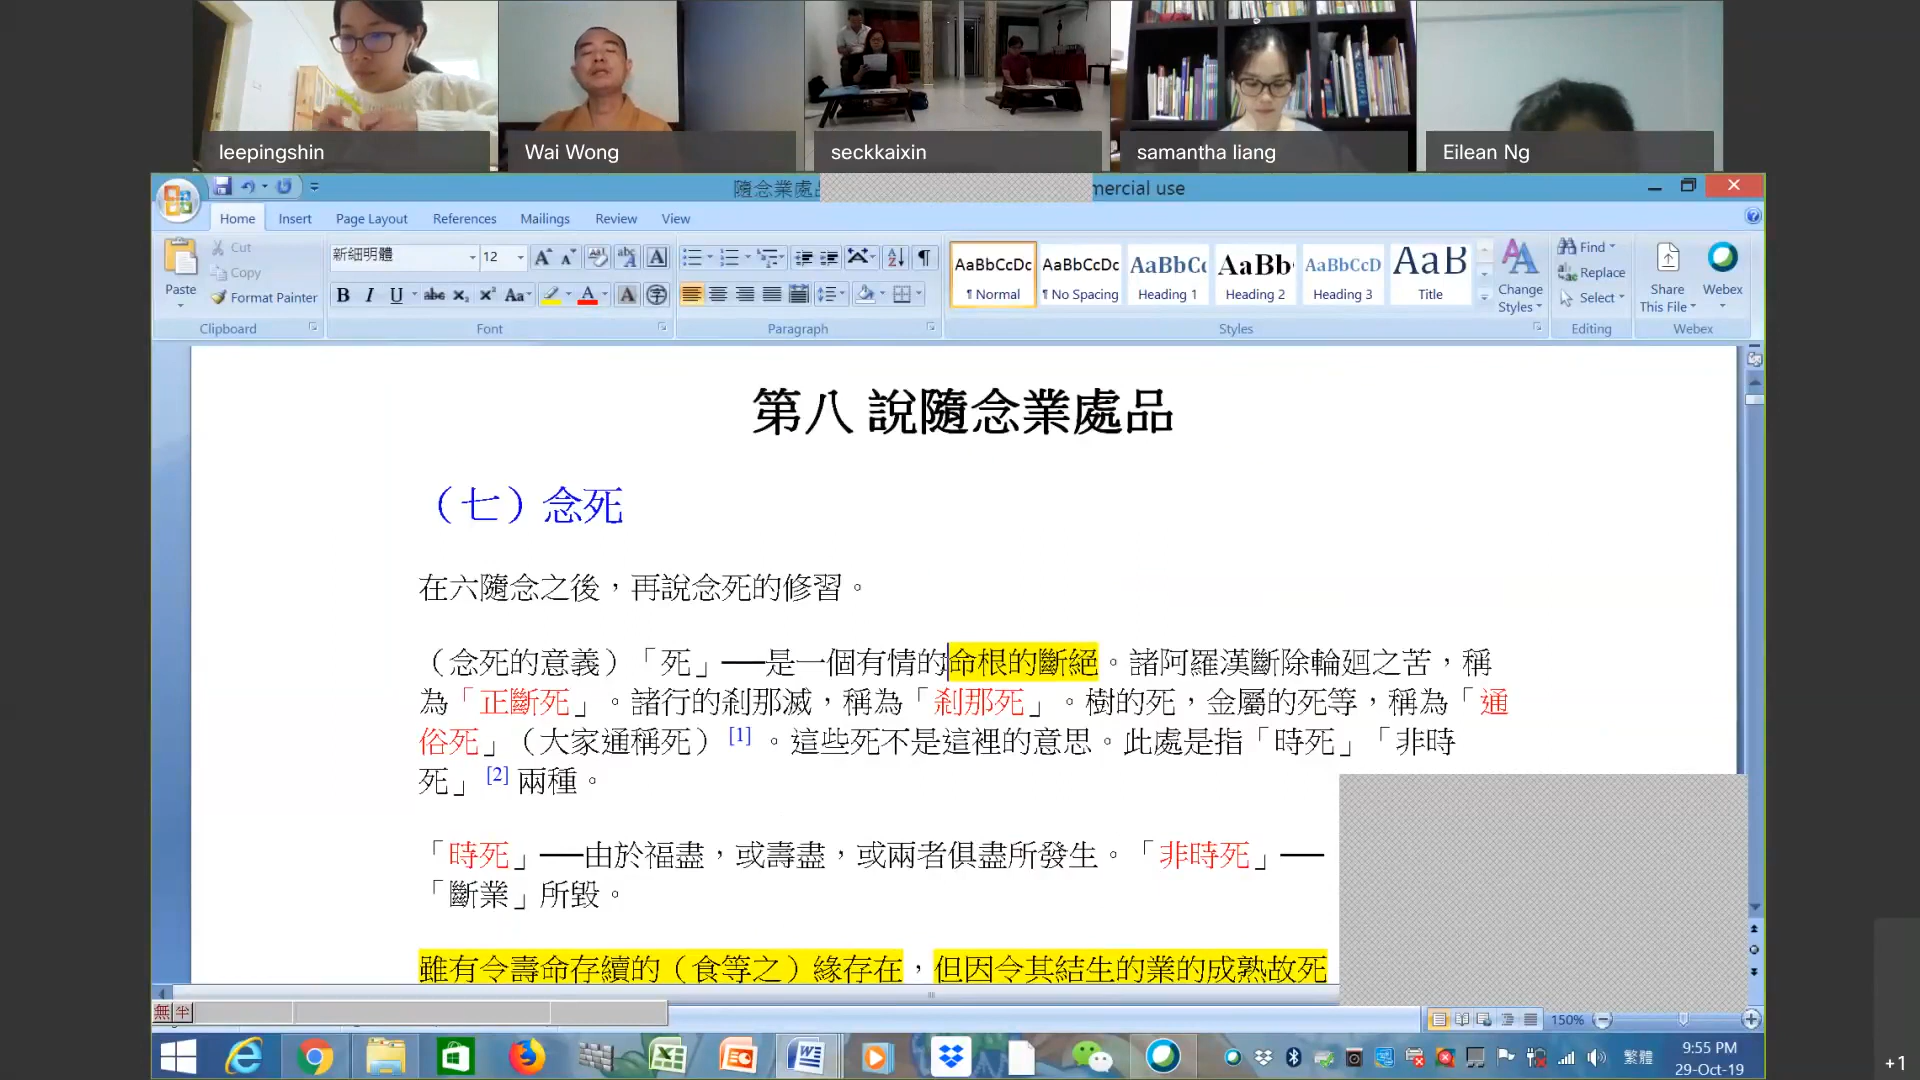 leepingshin
Wai Wong
seckkaixin
samantha liang
Eilean Ng
隨念業處
mercial use
Home
Insert
Page Layout
References
Mailings
Review
View
Cut
Copy
Format Painter
Paste
Clipboard
新細明體
12
Font
Paragraph
AaBbCcDc
¶ Normal
AaBbCcDc
¶ No Spacing
AaBbCc
Heading 1
AaBb
Heading 2
AaBbCcD
Heading 3
AaB
Title
Change Styles
Styles
Find
Replace
Select
Editing
Share This File
Webex
Webex
第八 說隨念業處品
（七）念死
在六隨念之後，再說念死的修習。
（念死的意義）「死」──是一個有情的命根的斷絕。諸阿羅漢斷除輪廻之苦，稱
為「正斷死」。諸行的剎那滅，稱為「剎那死」。樹的死，金屬的死等，稱為「通
俗死」（大家通稱死）[1] 。這些死不是這裡的意思。此處是指「時死」「非時
死」[2] 兩種。
「時死」──由於福盡，或壽盡，或兩者俱盡所發生。「非時死」──
「斷業」所毀。
雖有令壽命存續的（食等之）緣存在，但因令其結生的業的成熟故死
無 半
150%
繁體
9:55 PM
29-Oct-19
+1